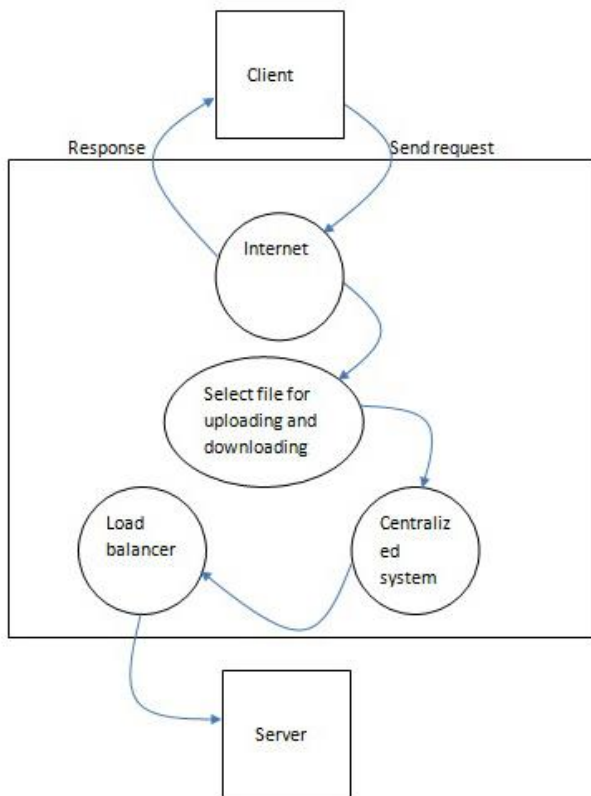 Client
Response
Send request
Internet
Select file for
uploading and
downloading
Load
balancer
Centraliz
ed
system
Server